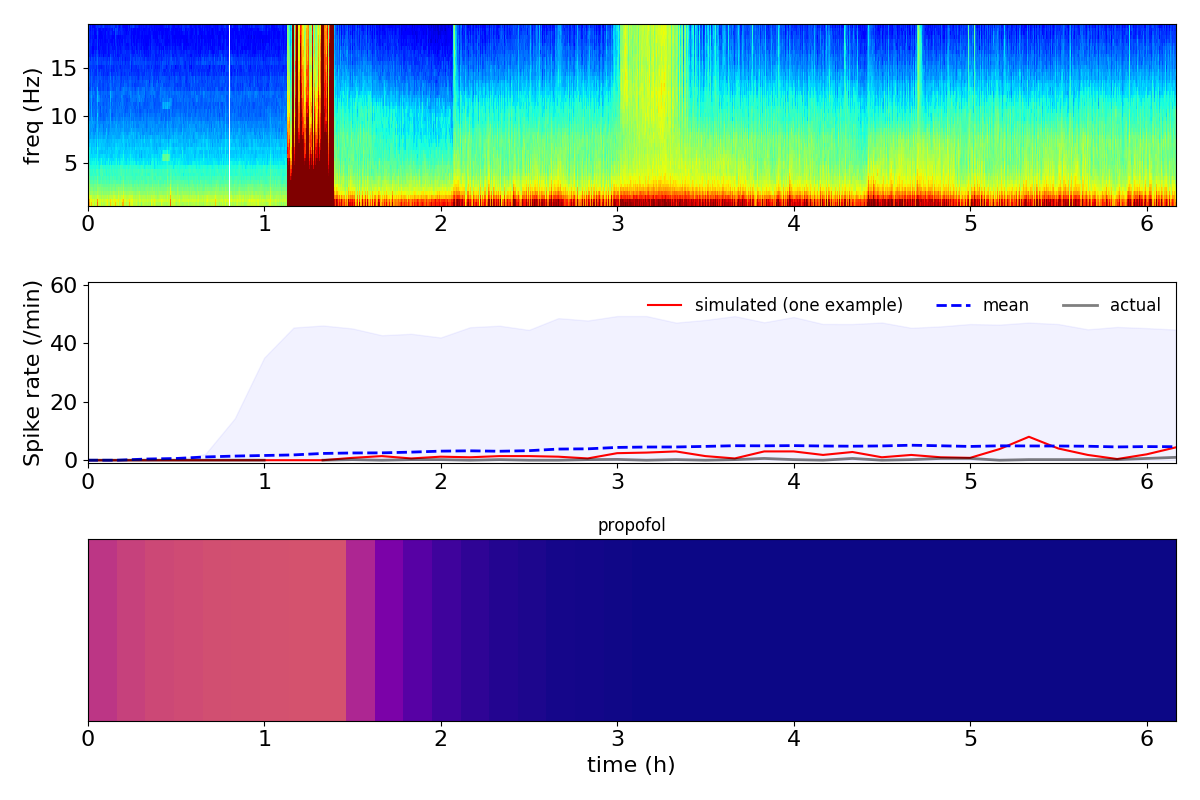 freq (Hz)
15
10
5
0 1 2 3 4 5 6
Spike rate (/min)
60
40
20
0
simulated (one example) mean actual
0 1 2 3 4 5 6
propofol
0 1 2 3 4 5 6
time (h)